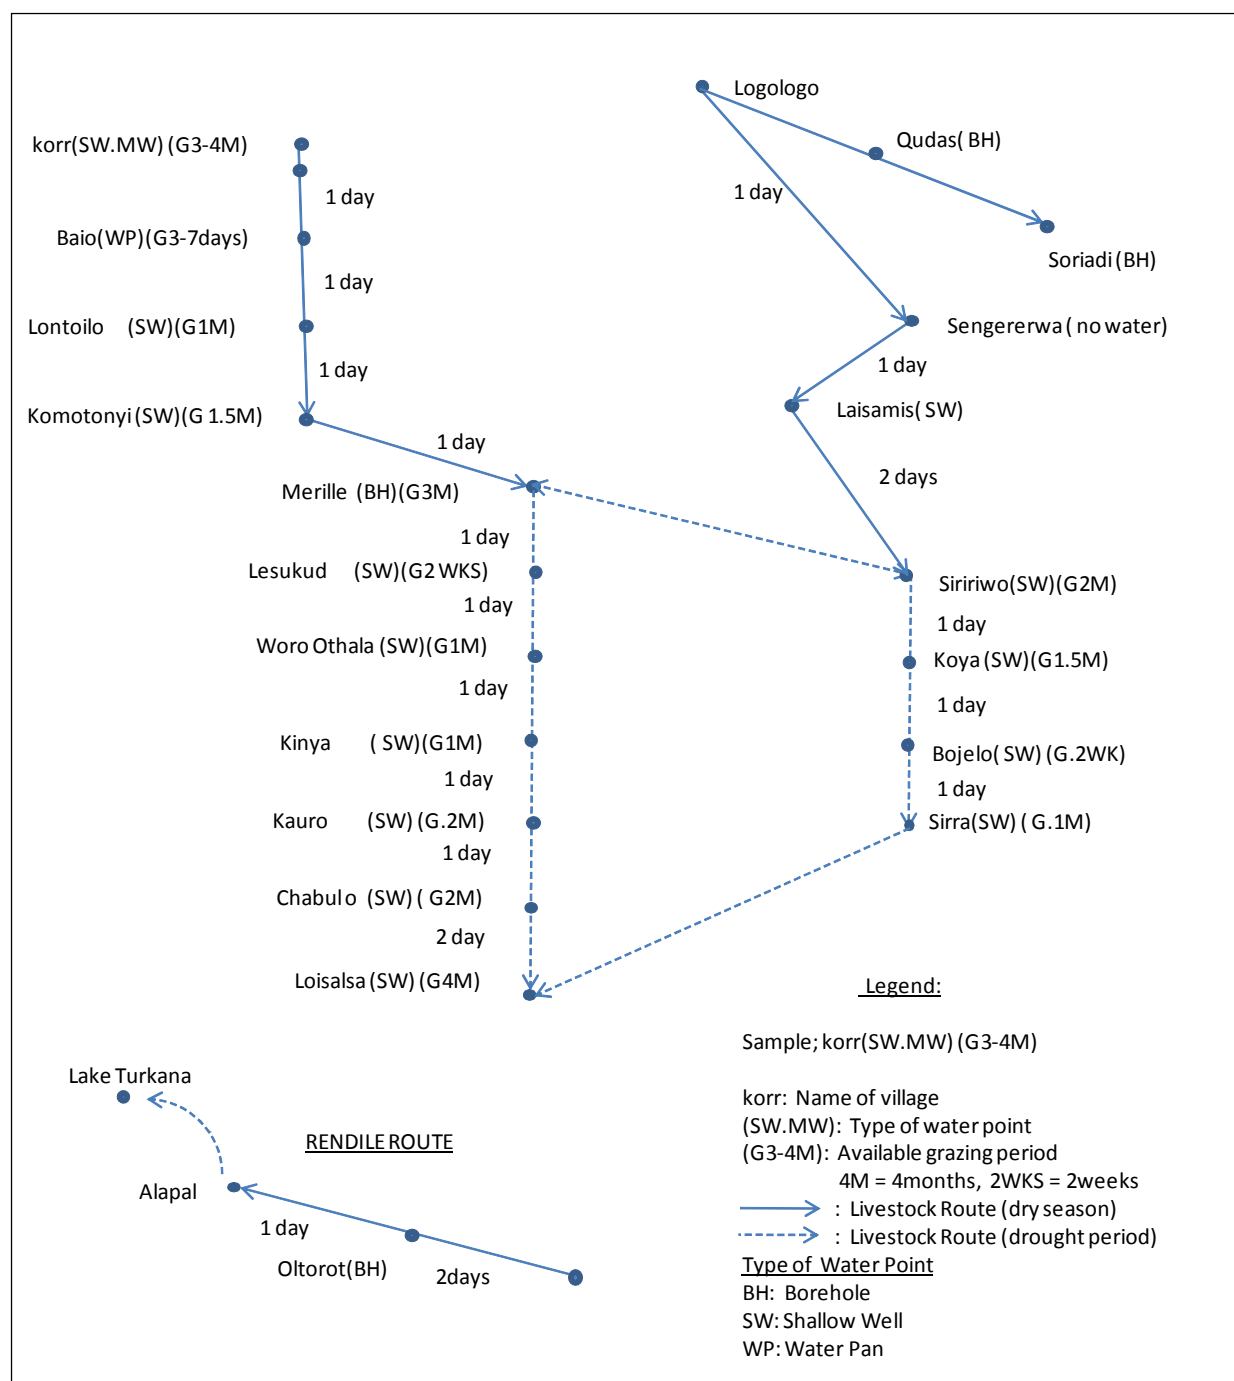 Logologo
korr(SW.MW) (G3-4M)
Qudas( BH)
1 day
1 day
Baio(WP)(G3-7days)
Soriadi (BH)
1 day
Lontoilo (SW)(G1M)
Sengererwa ( no water)
1 day
1 day
Komotonyi (SW)(G 1.5M)
Laisamis( SW)
1 day
2 days
Merille (BH)(G3M)
1 day
Lesukud (SW)(G2 WKS)
Siririwo(SW)(G2M)
1 day
1 day
Woro Othala (SW)(G1M)
Koya (SW)(G1.5M)
1 day
1 day
Kinya ( SW)(G1M)
Bojelo( SW) (G.2WK)
1 day
1 day
Kauro (SW) (G.2M)
Sirra(SW) ( G.1M)
1 day
Chabulo (SW) ( G2M)
2 day
Loisalsa (SW) (G4M)
Legend:
Sample; korr(SW.MW) (G3-4M)
Lake Turkana
korr: Name of village
(SW.MW): Type of water point
RENDILE ROUTE
(G3-4M): Available grazing period
4M = 4months, 2WKS = 2weeks
Alapal
: Livestock Route (dry season)
1 day
: Livestock Route (drought period)
Oltorot(BH)
2days
Type of Water Point
BH: Borehole
SW: Shallow Well
WP: Water Pan